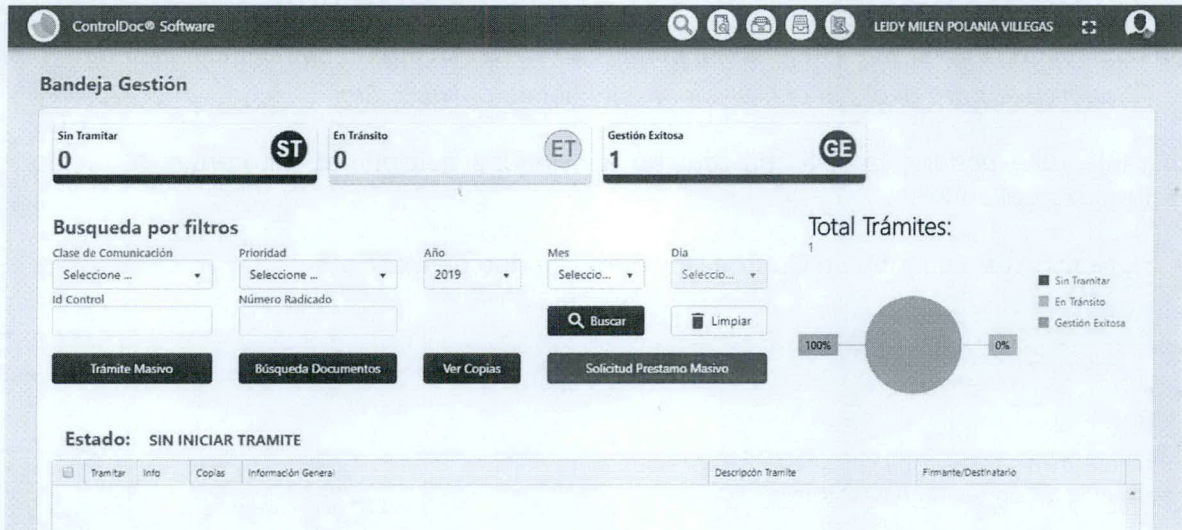 ControlDoc® Software
LEIDY MILEN POLANIA VILLEGAS
Bandeja Gestión
Sin Tramitar
0
ST
En Tránsito
0
ET
Gestión Exitosa
1
GE
Busqueda por filtros
Clase de Comunicación
Prioridad
Año
Mes
Dia
Seleccione ...
Seleccione ...
2019
Seleccio...
Seleccio...
Id Control
Número Radicado
Buscar
Limpiar
Trámite Masivo
Búsqueda Documentos
Ver Copias
Solicitud Prestamo Masivo
Total Trámites:
1
Sin Tramitar
En Tránsito
Gestión Exitosa
100%
0%
Estado: SIN INICIAR TRAMITE
Tramitar Info Copias Información General Descripcón Tramite Firmante/Destinatario